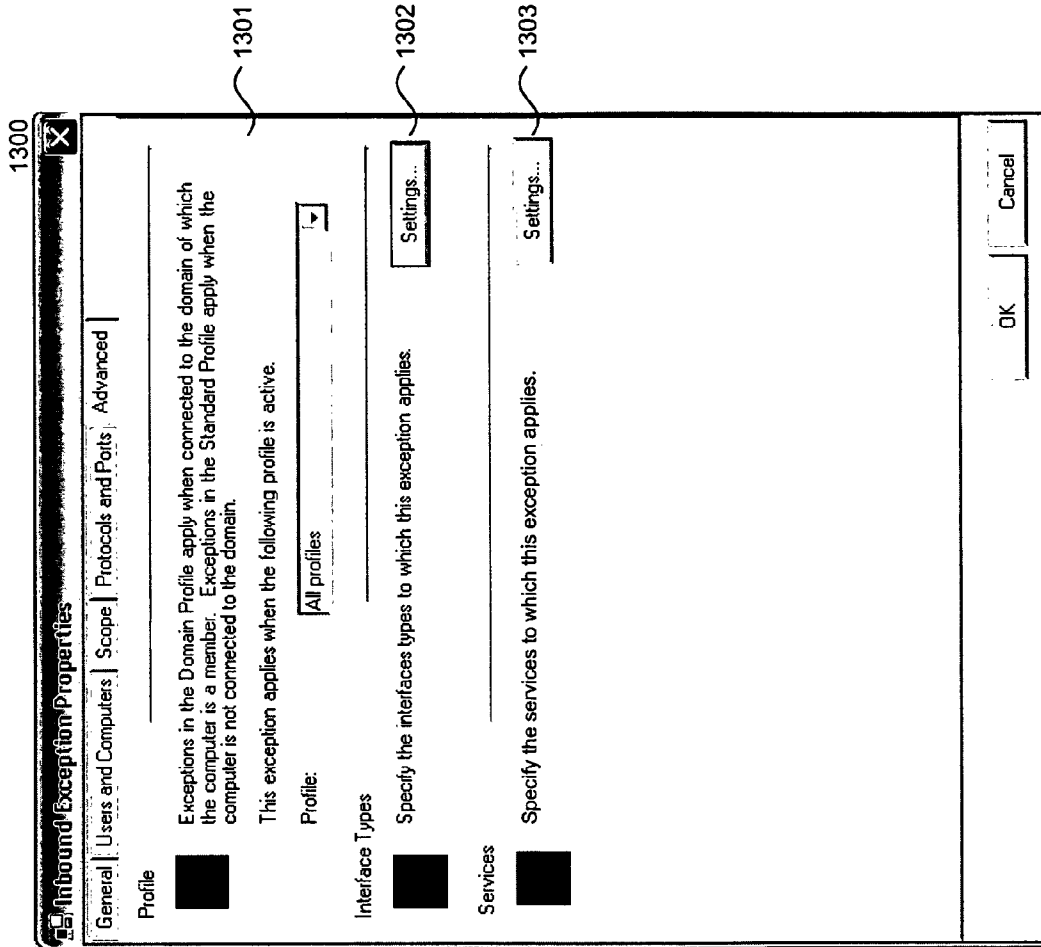 1300
Inbound Exception Properties
General Users and Computers Scope Protocols and Ports Advanced
Profile
Exceptions in the Domain Profile apply when connected to the domain of which
the computer is a member. Exceptions in the Standard Profile apply when the
computer is not connected to the domain.
1301
This exception applies when the following profile is active.
Profile: All profiles
Interface Types
Specify the interfaces types to which this exception applies. Settings...
1302
Services
Specify the services to which this exception applies. Settings...
1303
OK Cancel